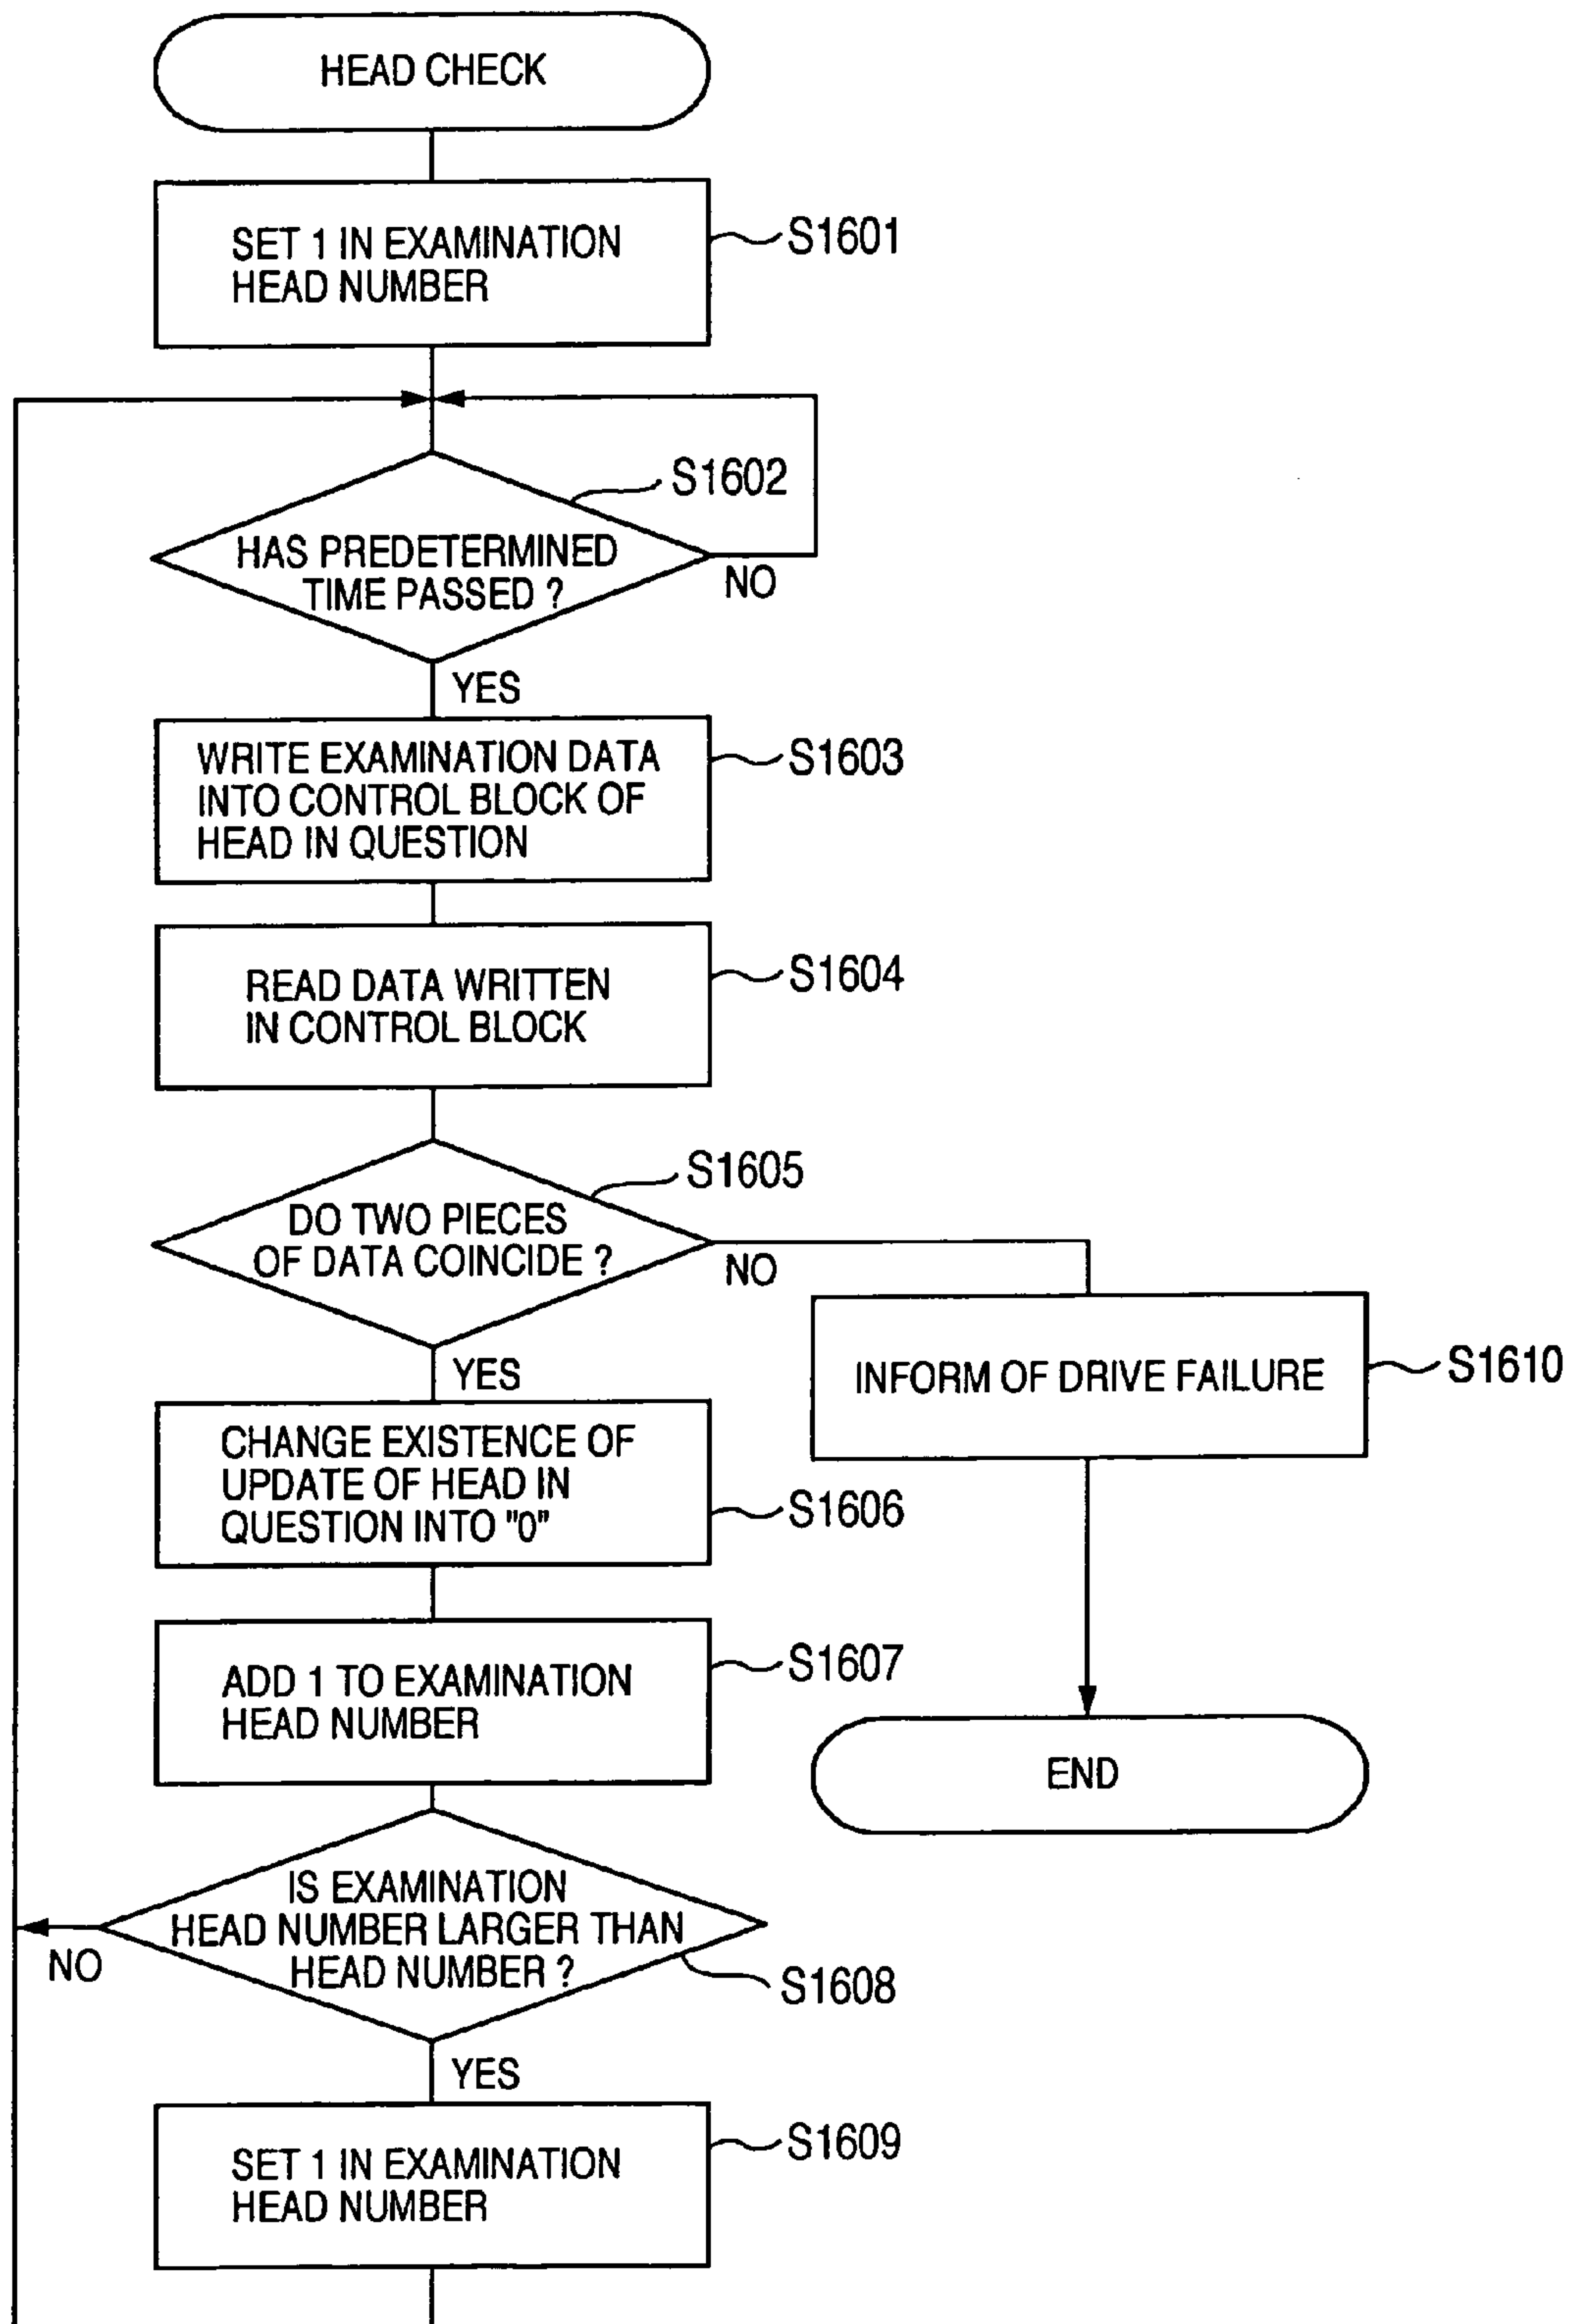 HEAD CHECK
SET 1 IN EXAMINATION
HEAD NUMBER
S1601
S1602
HAS PREDETERMINED
TIME PASSED ?
NO
YES
WRITE EXAMINATION DATA
INTO CONTROL BLOCK OF
HEAD IN QUESTION
S1603
READ DATA WRITTEN
IN CONTROL BLOCK
S1604
S1605
DO TWO PIECES
OF DATA COINCIDE ?
NO
YES
INFORM OF DRIVE FAILURE
S1610
CHANGE EXISTENCE OF
UPDATE OF HEAD IN
QUESTION INTO "0"
S1606
ADD 1 TO EXAMINATION
HEAD NUMBER
S1607
END
IS EXAMINATION
HEAD NUMBER LARGER THAN
HEAD NUMBER ?
NO
S1608
YES
SET 1 IN EXAMINATION
HEAD NUMBER
S1609